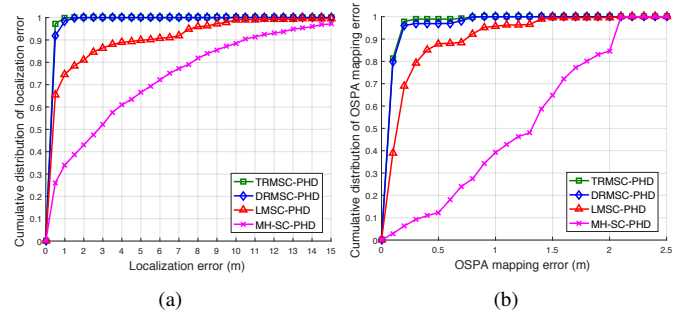 Cumulative distribution of localization error
1
0.9
0.8
0.7
0.6
0.5
0.4
0.3
0.2
0.1
0
0 1 2 3 4 5 6 7 8 9 10 11 12 13 14 15
Localization error (m)
TRMSC-PHD
DRMSC-PHD
LMSC-PHD
MH-SC-PHD
(a)
Cumulative distribution of OSPA mapping error
1
0.9
0.8
0.7
0.6
0.5
0.4
0.3
0.2
0.1
0
0 0.5 1 1.5 2 2.5
OSPA mapping error (m)
TRMSC-PHD
DRMSC-PHD
LMSC-PHD
MH-SC-PHD
(b)